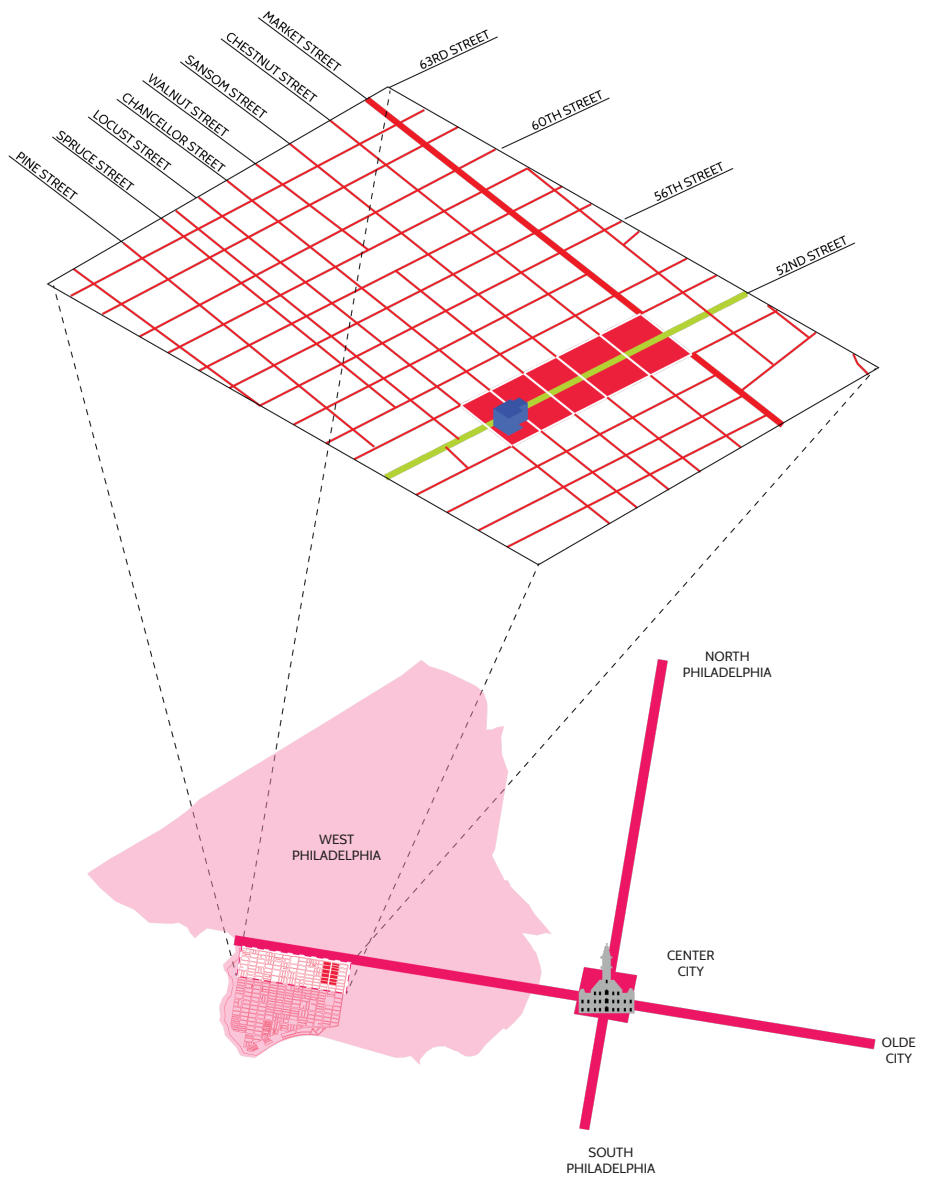 MARKET STREET
CHESTNUT STREET
SANSOM STREET
WALNUT STREET
CHANCELLOR STREET
LOCUST STREET
SPRUCE STREET
PINE STREET
63RD STREET
60TH STREET
56TH STREET
52ND STREET
NORTH
PHILADELPHIA
WEST
PHILADELPHIA
CENTER
CITY
OLDE
CITY
SOUTH
PHILADELPHIA